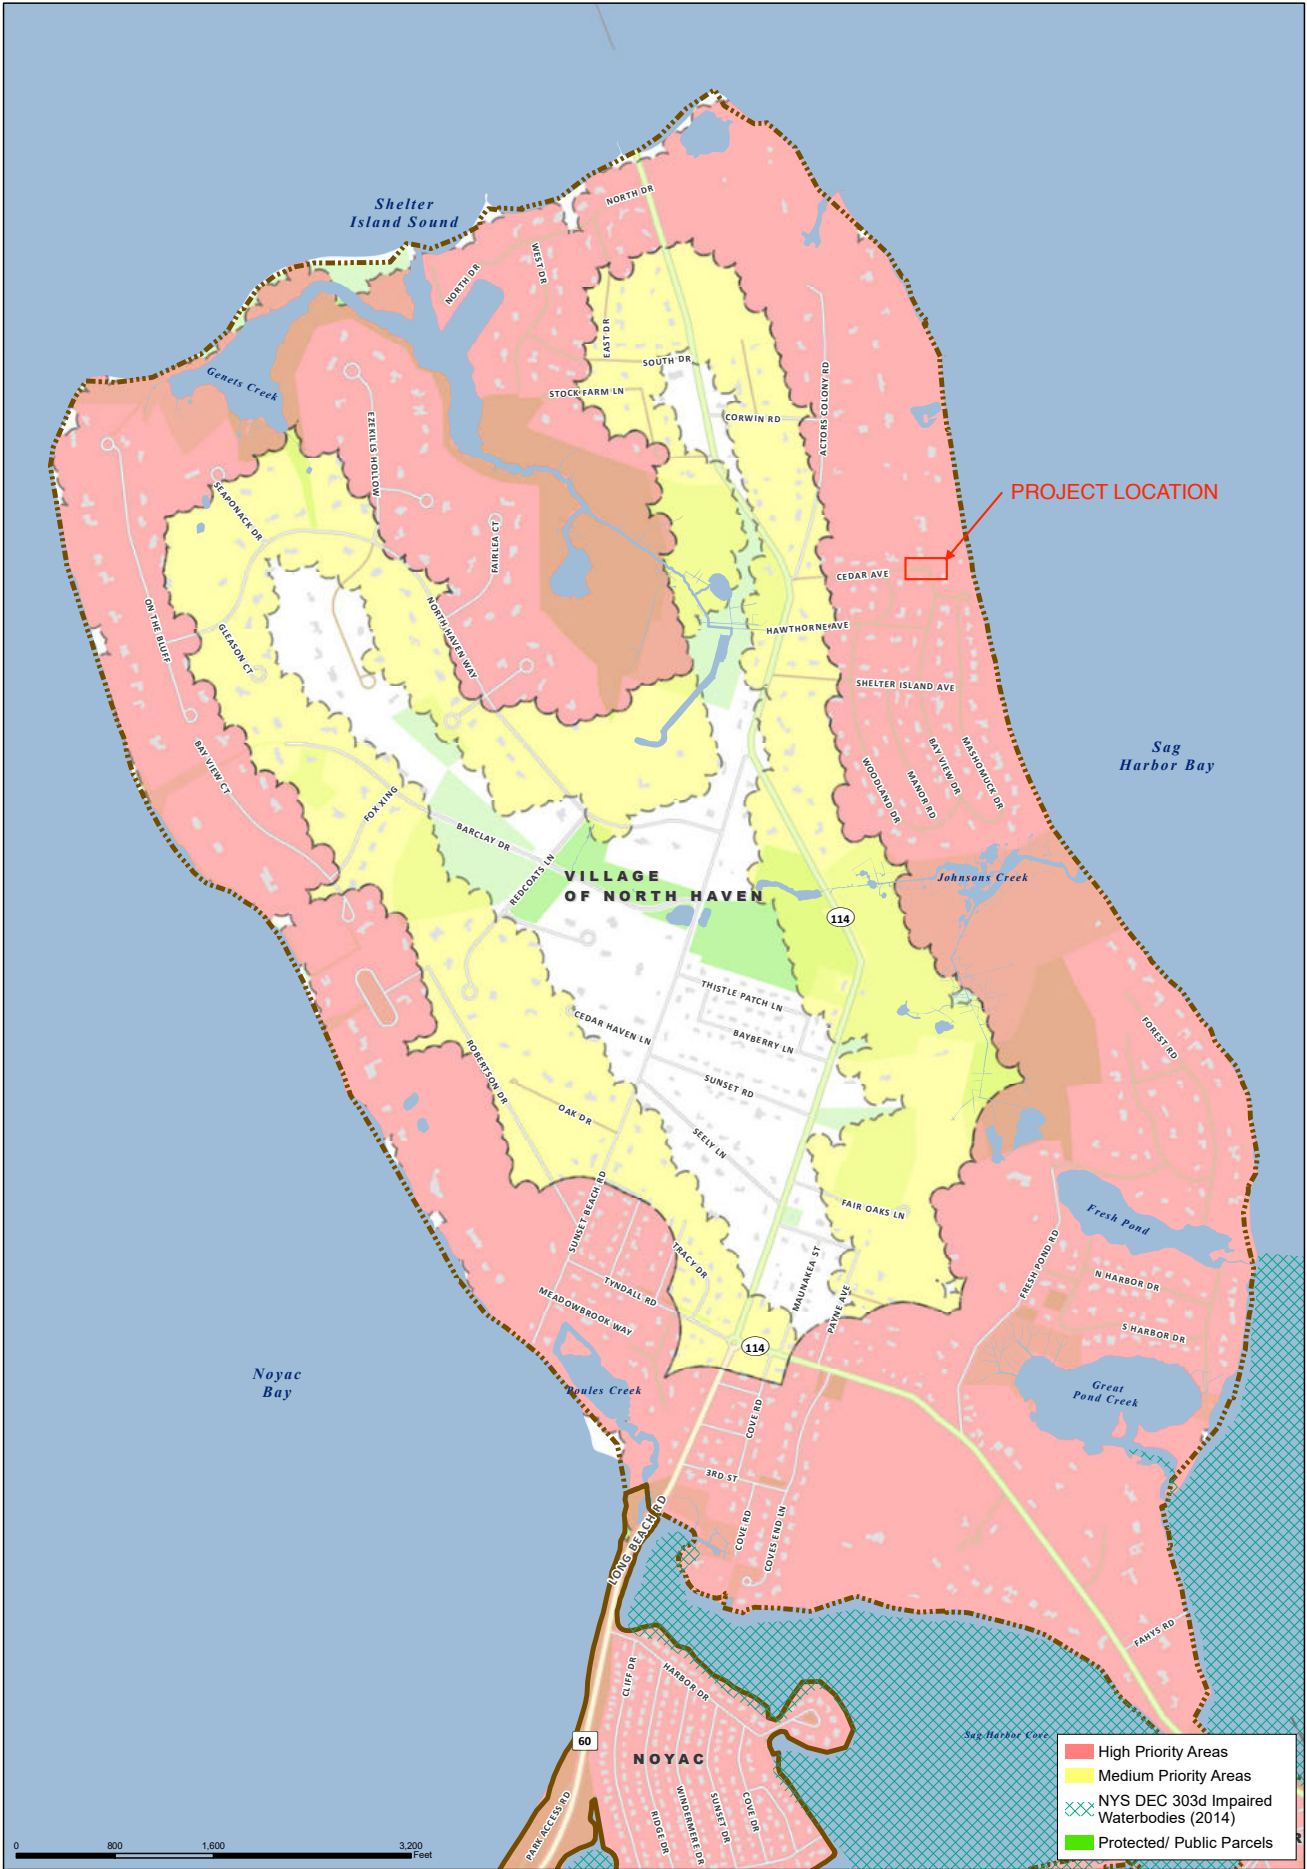 Shelter
Island Sound
NORTH DR
NORTH DR
WEST DR
EAST DR
SOUTH DR
STOCK FARM LN
CORWIN RD
ACTORS COLONY RD
Genets Creek
EZEKILLS HOLLOW
SEAPONACK DR
FAIRLEA CT
PROJECT LOCATION
CEDAR AVE
HAWTHORNE AVE
ON THE BLUFF
GLEASON CT
NORTH HAVEN WAY
SHELTER ISLAND AVE
BAY VIEW CT
WOODLAND DR
MANOR RD
BAY VIEW DR
MASHOMUCK DR
Sag
Harbor Bay
FOX XING
BARCLAY DR
REDCOATS LN
VILLAGE
OF NORTH HAVEN
Johnsons Creek
114
THISTLE PATCH LN
CEDAR HAVEN LN
BAYBERRY LN
FOREST RD
ROBERTSON DR
SUNSET RD
OAK DR
SEELY LN
SUNSET BEACH RD
FAIR OAKS LN
Fresh Pond
FRESH POND RD
TRACY DR
MAUNAKEA ST
N HARBOR DR
TYNDALL RD
MEADOWBROOK WAY
PAYNE AVE
S HARBOR DR
114
Noyac
Bay
Poules Creek
Great
Pond Creek
COVE RD
3RD ST
LONG BEACH RD
COVE RD
COVES END LN
FAHYS RD
CLIFF DR
HARBOR DR
60
NOYAC
Sag Harbor Cove
PARK ACCESS RD
RIDGE DR
WINDERMERE DR
SUNSET DR
COVE DR
High Priority Areas
Medium Priority Areas
NYS DEC 303d Impaired
Waterbodies (2014)
Protected/ Public Parcels
R
0 800 1,600 3,200
Feet